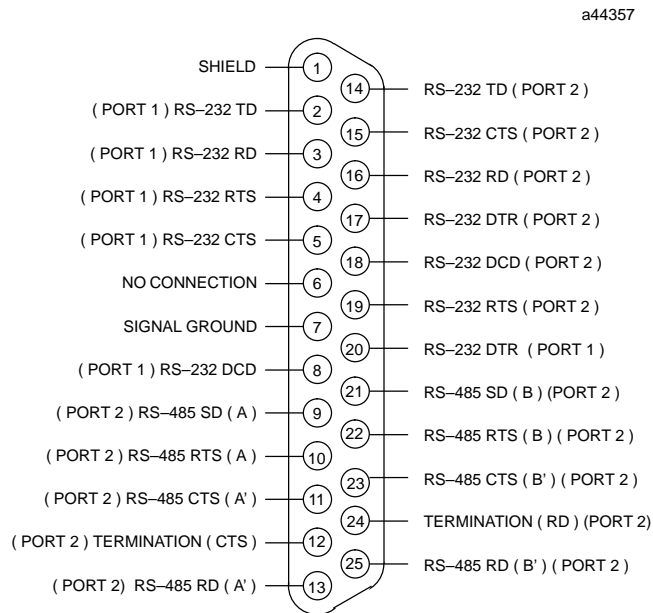 a44357
SHIELD 1
14 RS–232 TD ( PORT 2 )
( PORT 1 ) RS–232 TD 2
15 RS–232 CTS ( PORT 2 )
( PORT 1 ) RS–232 RD 3
16 RS–232 RD ( PORT 2 )
( PORT 1 ) RS–232 RTS 4
17 RS–232 DTR ( PORT 2 )
( PORT 1 ) RS–232 CTS 5
18 RS–232 DCD ( PORT 2 )
NO CONNECTION 6
19 RS–232 RTS ( PORT 2 )
SIGNAL GROUND 7
20 RS–232 DTR ( PORT 1 )
( PORT 1 ) RS–232 DCD 8
21 RS–485 SD ( B ) (PORT 2 )
( PORT 2 ) RS–485 SD ( A ) 9
22 RS–485 RTS ( B ) ( PORT 2 )
( PORT 2 ) RS–485 RTS ( A ) 10
23 RS–485 CTS ( B' ) ( PORT 2 )
( PORT 2 ) RS–485 CTS ( A' ) 11
24 TERMINATION ( RD ) (PORT 2)
( PORT 2 ) TERMINATION ( CTS ) 12
25 RS–485 RD ( B' ) ( PORT 2 )
( PORT 2) RS–485 RD ( A' ) 13